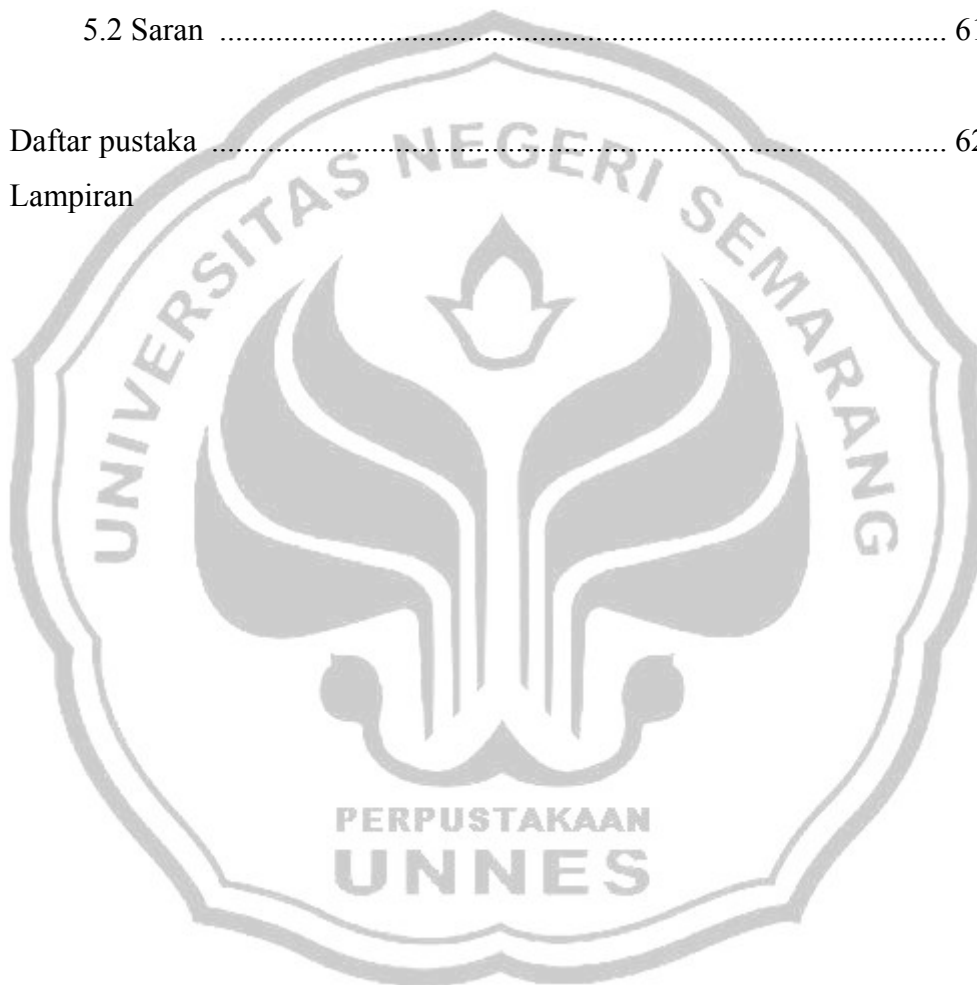 5.2 Saran ........................................................................................ 61
Daftar pustaka ......................................................................................... 62
Lampiran
UNIVERSITAS NEGERI SEMARANG
PERPUSTAKAAN
UNNES